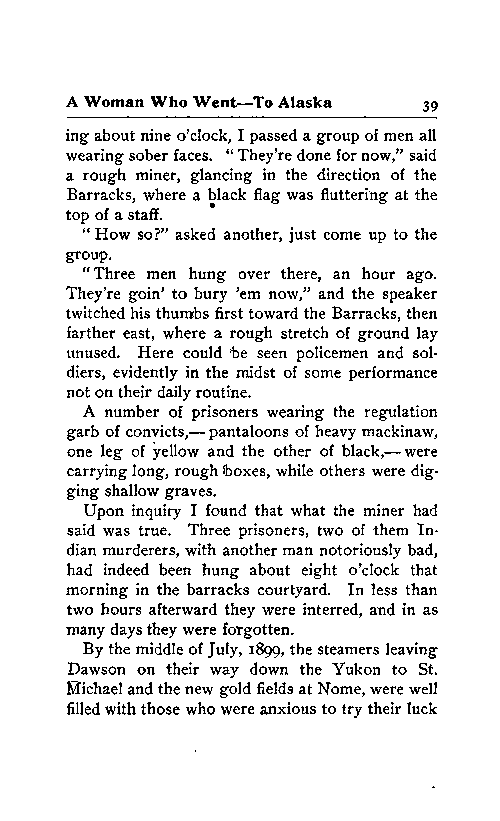 A Woman Who Went—To Alaska 39
ing about nine o'clock, I passed a group of men all
wearing sober faces. “ They're done for now,” said
a rough miner, glancing in the direction of the
Barracks, where a black flag was fluttering at the
top of a staff.
“ How so?” asked another, just come up to the
group.
“Three men hung over there, an hour ago.
They're goin' to bury 'em now,” and the speaker
twitched his thumbs first toward the Barracks, then
farther east, where a rough stretch of ground lay
unused. Here could be seen policemen and sol-
diers, evidently in the midst of some performance
not on their daily routine.
A number of prisoners wearing the regulation
garb of convicts,—pantaloons of heavy mackinaw,
one leg of yellow and the other of black,—were
carrying long, rough boxes, while others were dig-
ging shallow graves.
Upon inquiry I found that what the miner had
said was true. Three prisoners, two of them In-
dian murderers, with another man notoriously bad,
had indeed been hung about eight o'clock that
morning in the barracks courtyard. In less than
two hours afterward they were interred, and in as
many days they were forgotten.
By the middle of July, 1899, the steamers leaving
Dawson on their way down the Yukon to St.
Michael and the new gold fields at Nome, were well
filled with those who were anxious to try their luck